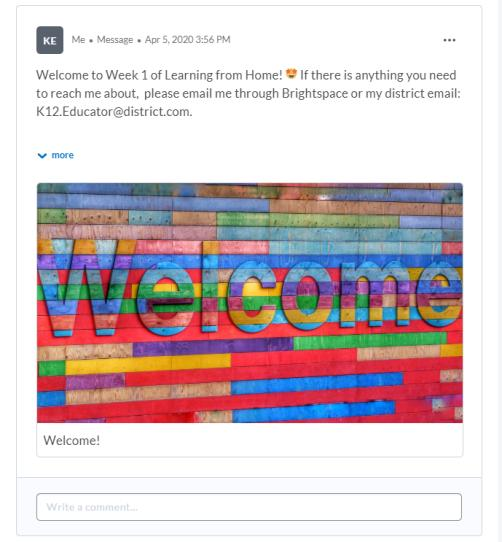 KE Me • Message • Apr 5, 2020 3:56 PM
Welcome to Week 1 of Learning from Home! 🤩 If there is anything you need
to reach me about, please email me through Brightspace or my district email:
K12.Educator@district.com.
more
Welcome
Welcome!
Write a comment...